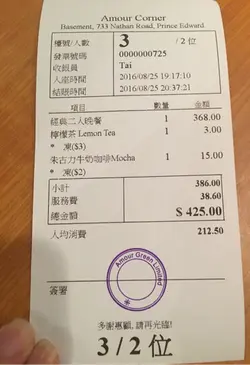 Amour Corner
Basement, 733 Nathan Road, Prince Edward
檯號/人數 3 / 2 位
發票號碼 0000000725
收銀員 Tai
入座時間 2016/08/25 19:17:10
結賬時間 2016/08/25 20:37:21
項目 數量 金額
經典二人晚餐 1 368.00
檸檬茶 Lemon Tea 1 3.00
* 凍($3)
朱古力牛奶咖啡Mocha 1 15.00
* 凍($2)
小計 386.00
服務費 38.60
總金額 $ 425.00
人均消費 212.50
Amour Green Limited
簽署
多謝惠顧, 請再光臨!
3 / 2 位